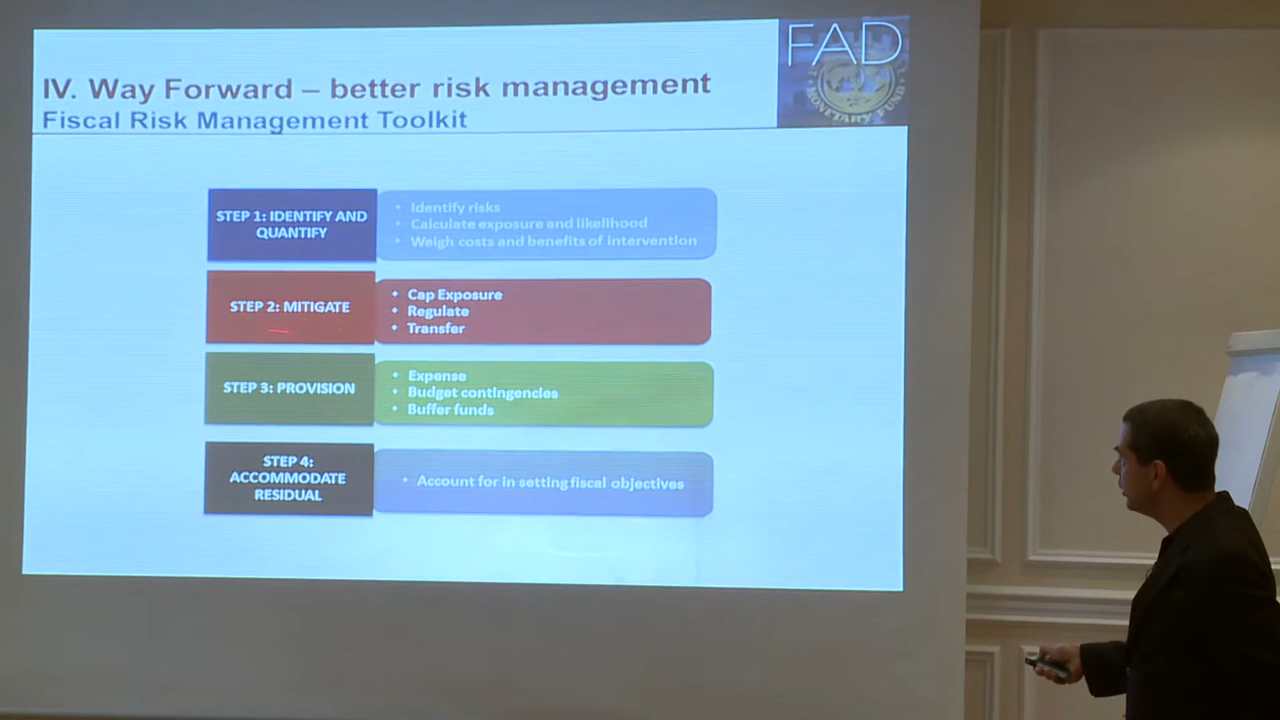 FAD
MONETARY FUND
IV. Way Forward – better risk management
Fiscal Risk Management Toolkit
STEP 1: IDENTIFY AND
QUANTIFY
• Identify risks
• Calculate exposure and likelihood
• Weigh costs and benefits of intervention
STEP 2: MITIGATE
• Cap Exposure
• Regulate
• Transfer
STEP 3: PROVISION
• Expense
• Budget contingencies
• Buffer funds
STEP 4:
ACCOMMODATE
RESIDUAL
• Account for in setting fiscal objectives